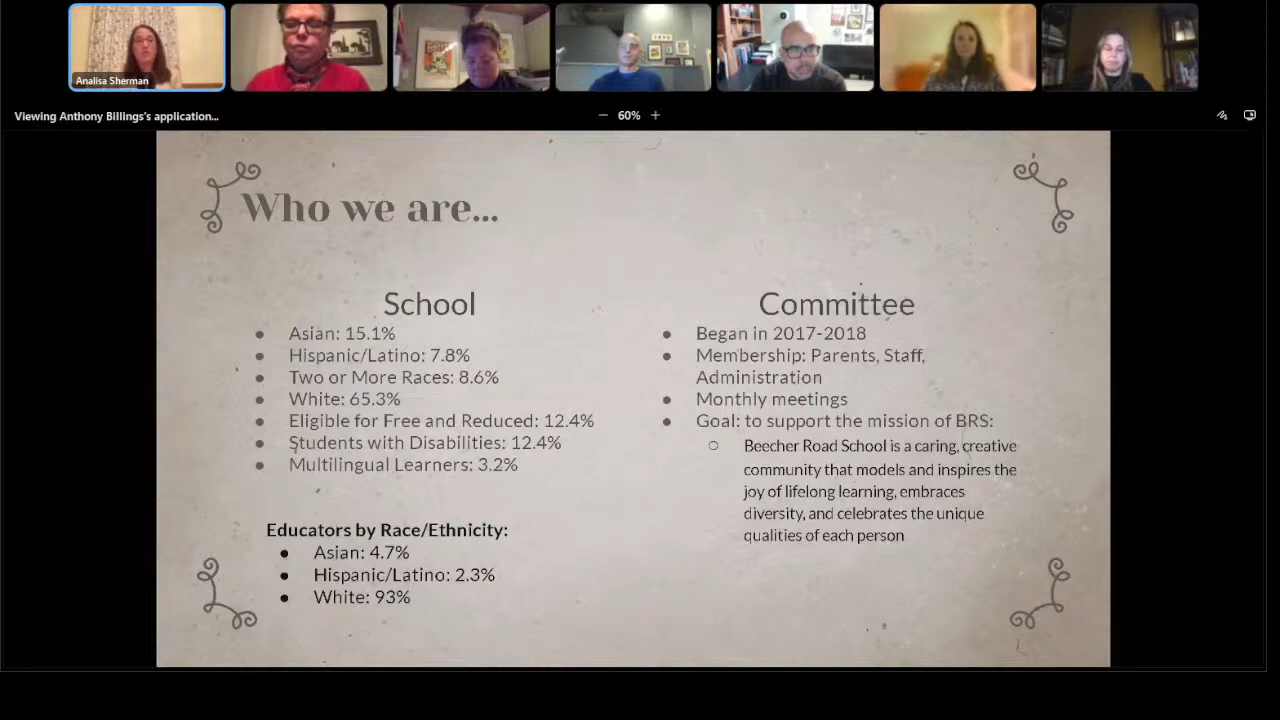 Analisa Sherman
Viewing Anthony Billings's application...
60%
Who we are...
School
Asian: 15.1%
Hispanic/Latino: 7.8%
Two or More Races: 8.6%
White: 65.3%
Eligible for Free and Reduced: 12.4%
Students with Disabilities: 12.4%
Multilingual Learners: 3.2%
Educators by Race/Ethnicity:
Asian: 4.7%
Hispanic/Latino: 2.3%
White: 93%
Committee
Began in 2017-2018
Membership: Parents, Staff,
Administration
Monthly meetings
Goal: to support the mission of BRS:
Beecher Road School is a caring, creative
community that models and inspires the
joy of lifelong learning, embraces
diversity, and celebrates the unique
qualities of each person